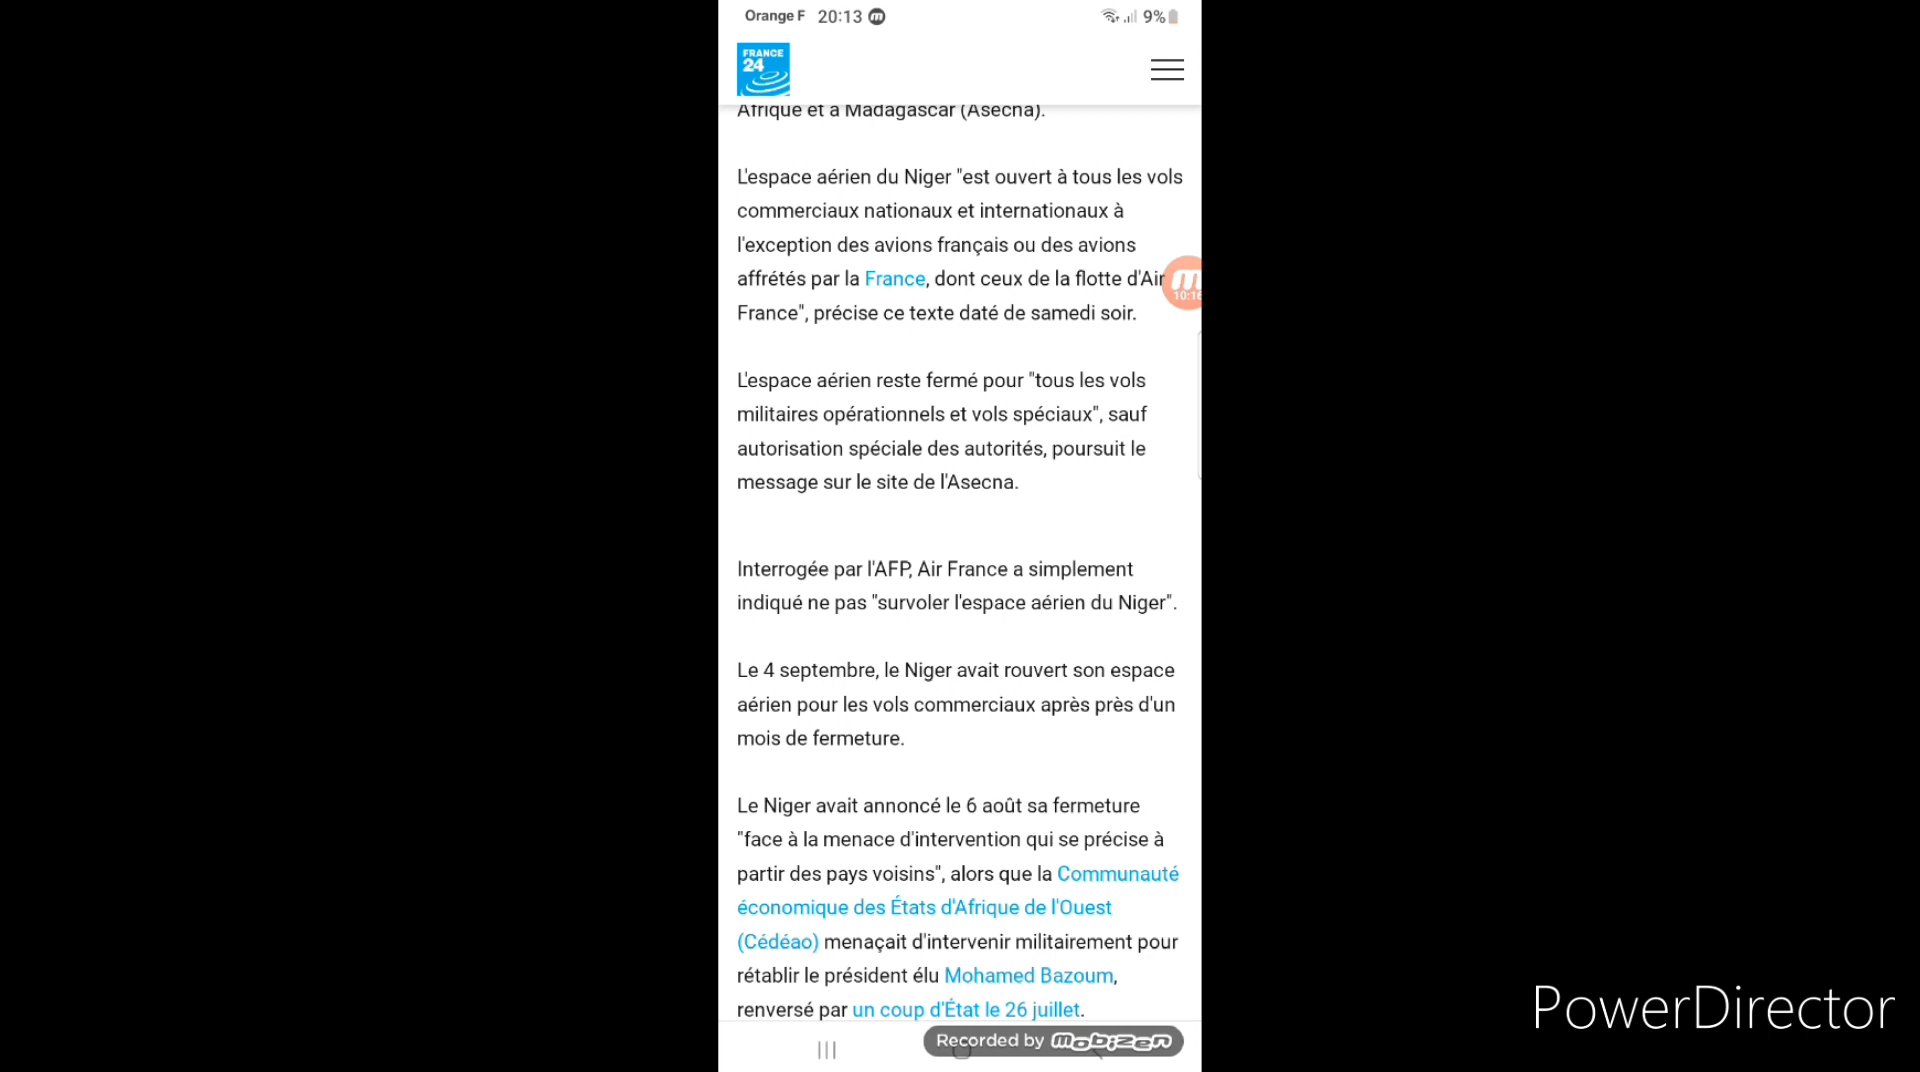 Orange F 20:13 m 9%
FRANCE
24
Afrique et à Madagascar (Asecna).
L'espace aérien du Niger "est ouvert à tous les vols
commerciaux nationaux et internationaux à
l'exception des avions français ou des avions
affrétés par la France, dont ceux de la flotte d'Air
France", précise ce texte daté de samedi soir.
10:16
L'espace aérien reste fermé pour "tous les vols
militaires opérationnels et vols spéciaux", sauf
autorisation spéciale des autorités, poursuit le
message sur le site de l'Asecna.
Interrogée par l'AFP, Air France a simplement
indiqué ne pas "survoler l'espace aérien du Niger".
Le 4 septembre, le Niger avait rouvert son espace
aérien pour les vols commerciaux après près d'un
mois de fermeture.
Le Niger avait annoncé le 6 août sa fermeture
"face à la menace d'intervention qui se précise à
partir des pays voisins", alors que la Communauté
économique des États d'Afrique de l'Ouest
(Cédéao) menaçait d'intervenir militairement pour
rétablir le président élu Mohamed Bazoum,
renversé par un coup d'État le 26 juillet.
Recorded by mobizen
PowerDirector